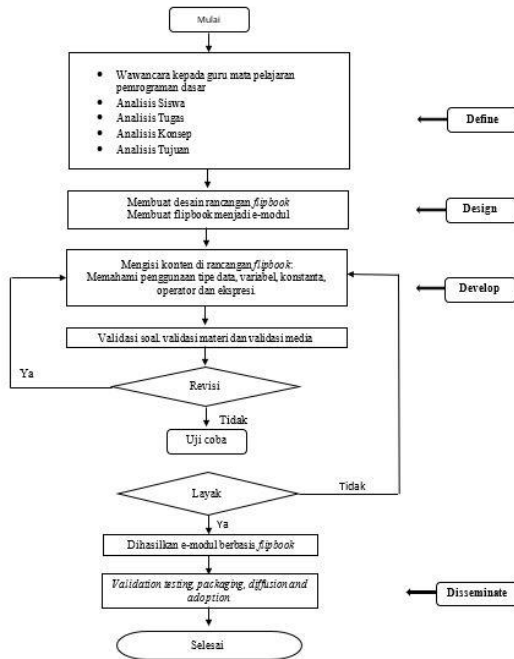 Mulai
• Wawancara kepada guru mata pelajaran
pemrograman dasar
• Analisis Siswa
• Analisis Tugas
• Analisis Konsep
• Analisis Tujuan
Define
Membuat desain rancangan flipbook
Membuat flipbook menjadi e-modul
Design
Mengisi konten di rancangan flipbook:
Memahami penggunaan tipe data, variabel, konstanta,
operator dan ekspresi
Develop
Validasi soal. validasi materi dan validasi media
Ya
Revisi
Tidak
Uji coba
Layak
Tidak
Ya
Dihasilkan e-modul berbasis flipbook
Validation testing, packaging, diffusion and
adoption
Disseminate
Selesai